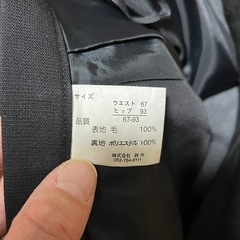 サイズ
ウエスト 67
ヒップ 93
67-93
品質
表地 毛 100%
裏地 ポリエステル 100%
株式会社 鈴丹
052-764-8111